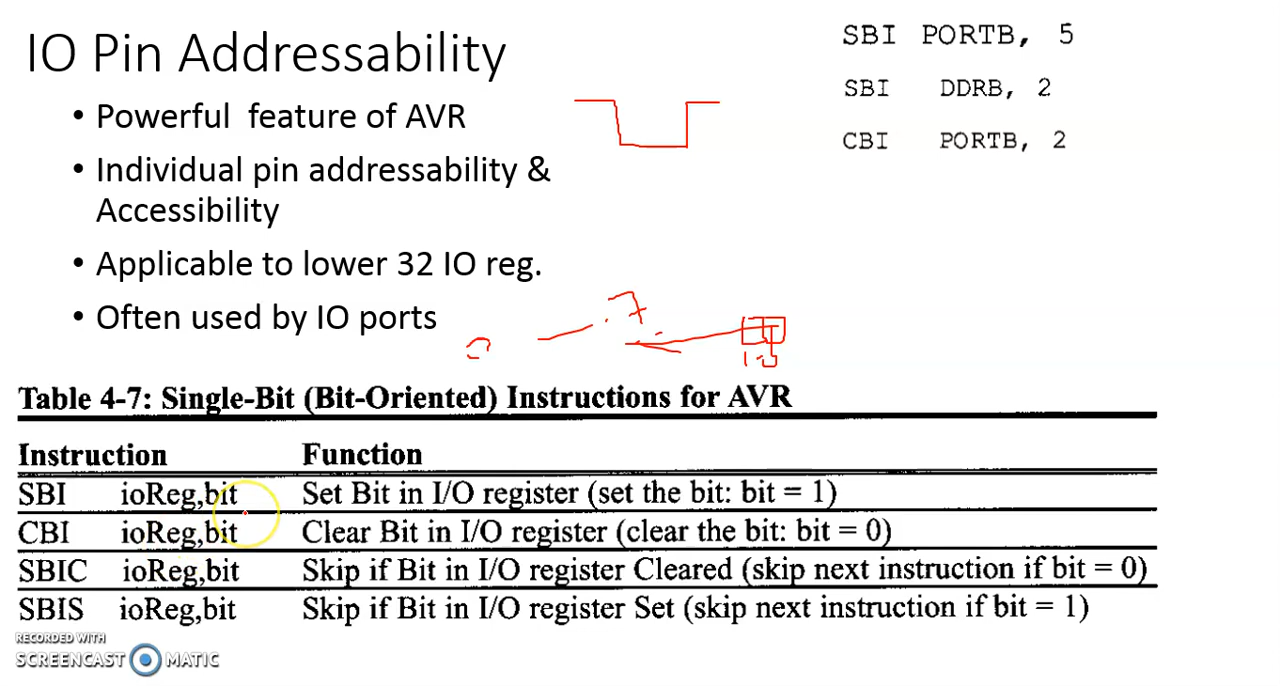 IO Pin Addressability
• Powerful feature of AVR
• Individual pin addressability &
Accessibility
• Applicable to lower 32 IO reg.
• Often used by IO ports
SBI PORTB, 5
SBI DDRB, 2
CBI PORTB, 2
0
7
Table 4-7: Single-Bit (Bit-Oriented) Instructions for AVR
Instruction Function
SBI ioReg,bit Set Bit in I/O register (set the bit: bit = 1)
CBI ioReg,bit Clear Bit in I/O register (clear the bit: bit = 0)
SBIC ioReg,bit Skip if Bit in I/O register Cleared (skip next instruction if bit = 0)
SBIS ioReg,bit Skip if Bit in I/O register Set (skip next instruction if bit = 1)
RECORDED WITH
SCREENCAST MATIC